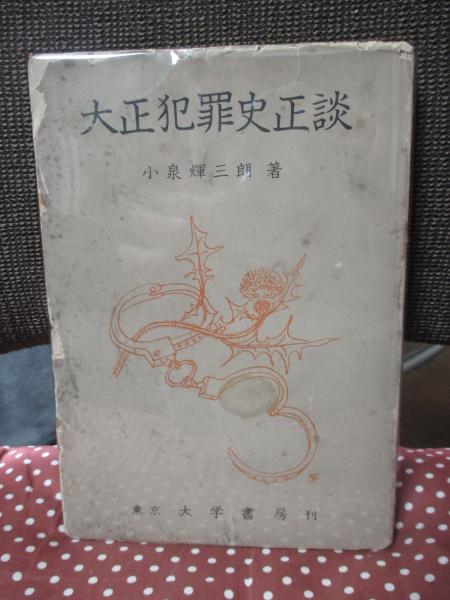 大正犯罪史正談
小泉輝三朗 著
東京 大学書房 刊